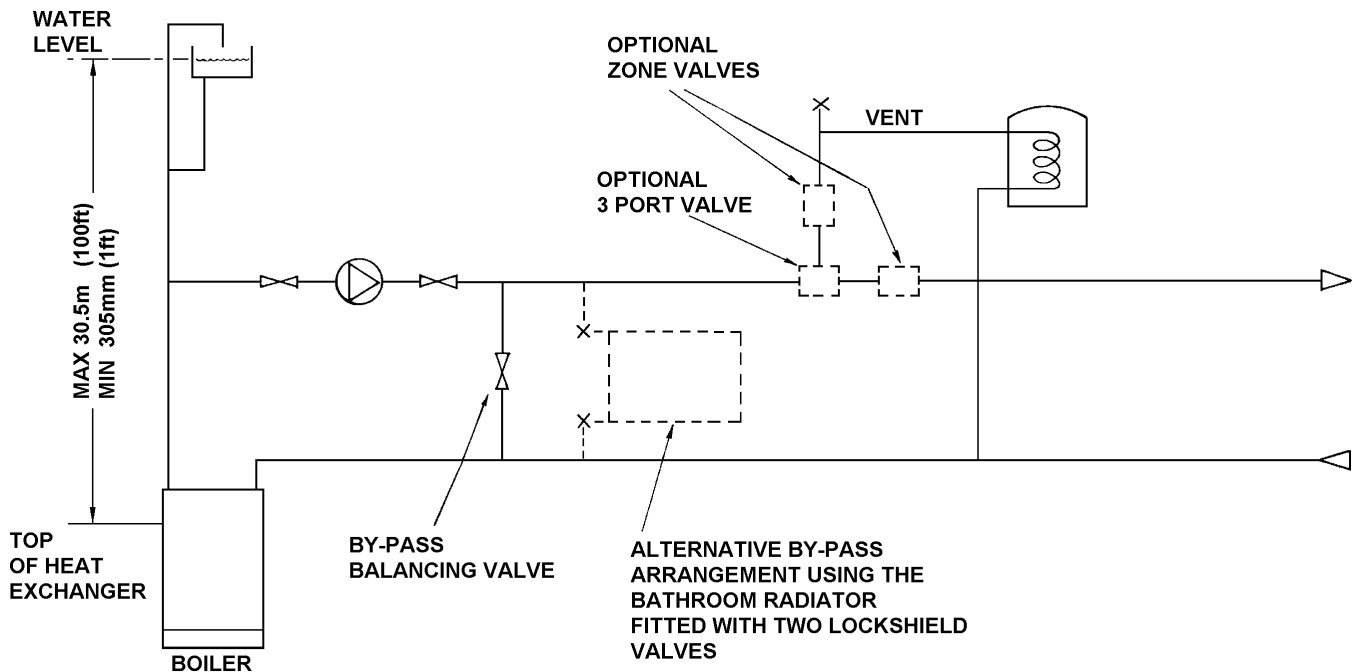 WATER
LEVEL
OPTIONAL
ZONE VALVES
VENT
OPTIONAL
3 PORT VALVE
MAX 30.5m (100ft)
MIN 305mm (1ft)
TOP
OF HEAT
EXCHANGER
BY-PASS
BALANCING VALVE
ALTERNATIVE BY-PASS
ARRANGEMENT USING THE
BATHROOM RADIATOR
FITTED WITH TWO LOCKSHIELD
VALVES
BOILER